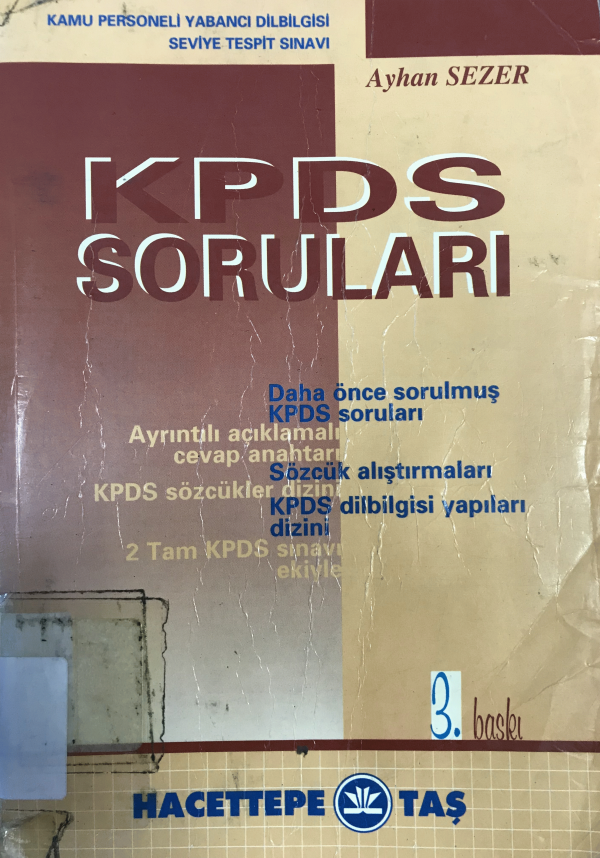 KAMU PERSONELİ YABANCI DİLBİLGİSİ
SEVİYE TESPİT SINAVI
Ayhan SEZER
KPDS
SORULARI
Daha önce sorulmuş
KPDS soruları
Ayrıntılı açıklamalı
cevap anahtarı
Sözcük alıştırmaları
KPDS sözcükler dizini
KPDS dilbilgisi yapıları
dizini
2 Tam KPDS sınavı
ekiyle
3. baskı
HACETTEPE TAŞ